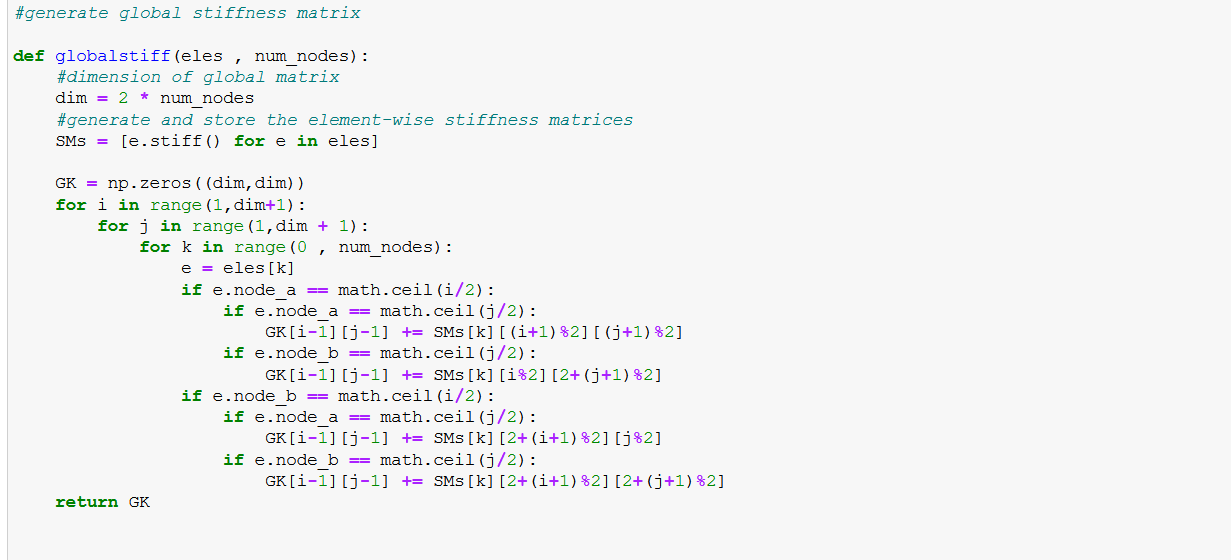 #generate global stiffness matrix
def globalstiff(eles , num_nodes):
    #dimension of global matrix
    dim = 2 * num_nodes
    #generate and store the element-wise stiffness matrices
    SMs = [e.stiff() for e in eles]
    GK = np.zeros((dim,dim))
    for i in range(1,dim+1):
        for j in range(1,dim + 1):
            for k in range(0 , num_nodes):
                e = eles[k]
                if e.node_a == math.ceil(i/2):
                    if e.node_a == math.ceil(j/2):
                        GK[i-1][j-1] += SMs[k][(i+1)%2][(j+1)%2]
                    if e.node_b == math.ceil(j/2):
                        GK[i-1][j-1] += SMs[k][i%2][2+(j+1)%2]
                if e.node_b == math.ceil(i/2):
                    if e.node_a == math.ceil(j/2):
                        GK[i-1][j-1] += SMs[k][2+(i+1)%2][j%2]
                    if e.node_b == math.ceil(j/2):
                        GK[i-1][j-1] += SMs[k][2+(i+1)%2][2+(j+1)%2]
    return GK